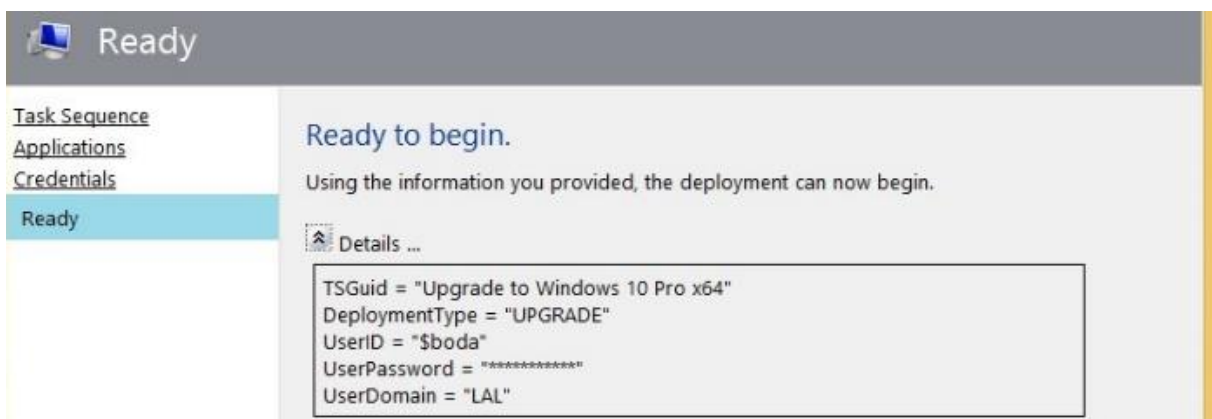 Ready
Task Sequence
Applications
Credentials
Ready
Ready to begin.
Using the information you provided, the deployment can now begin.
Details ...
TSGuid = "Upgrade to Windows 10 Pro x64"
DeploymentType = "UPGRADE"
UserID = "$boda"
UserPassword = "***********"
UserDomain = "LAL"